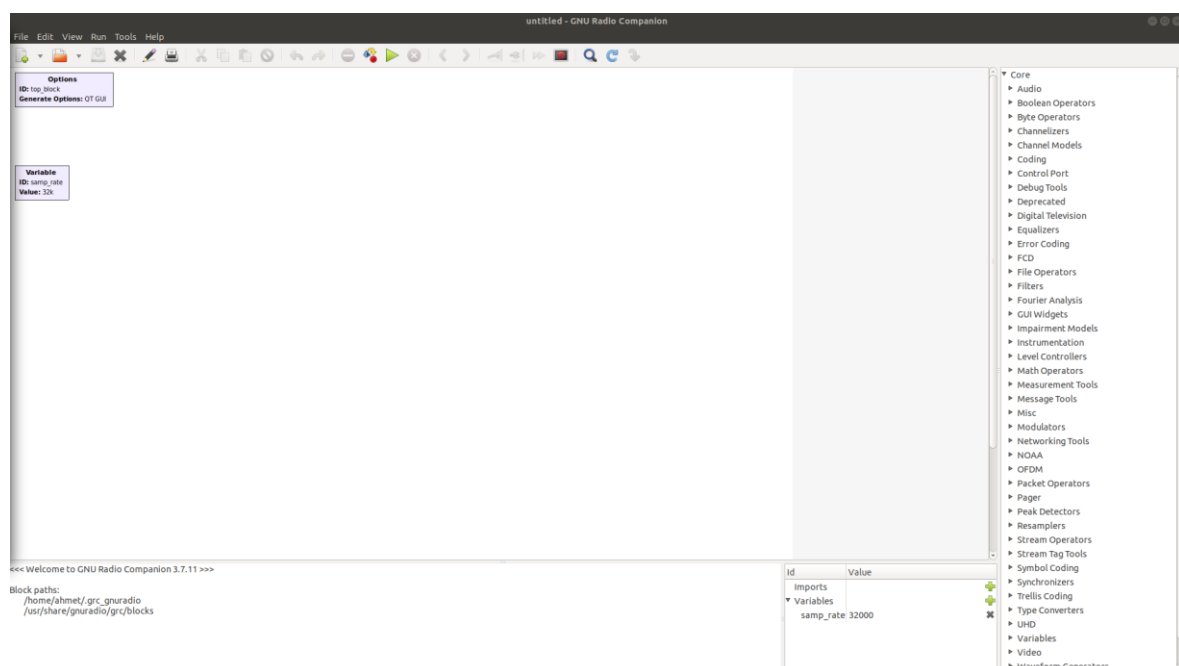 untitled - GNU Radio Companion
File Edit View Run Tools Help
Options
ID: top_block
Generate Options: QT GUI
Variable
ID: samp_rate
Value: 32k
Core
Audio
Boolean Operators
Byte Operators
Channelizers
Channel Models
Coding
Control Port
Debug Tools
Deprecated
Digital Television
Equalizers
Error Coding
FCD
File Operators
Filters
Fourier Analysis
GUI Widgets
Impairment Models
Instrumentation
Level Controllers
Math Operators
Measurement Tools
Message Tools
Misc
Modulators
Networking Tools
NOAA
OFDM
Packet Operators
Pager
Peak Detectors
Resamplers
Stream Operators
Stream Tag Tools
Symbol Coding
Synchronizers
Trellis Coding
Type Converters
UHD
Variables
Video
Waveform Generators
<<< Welcome to GNU Radio Companion 3.7.11 >>>
Block paths:
/home/ahmet/.grc_gnuradio
/usr/share/gnuradio/grc/blocks
Id Value
Imports
Variables
samp_rate 32000